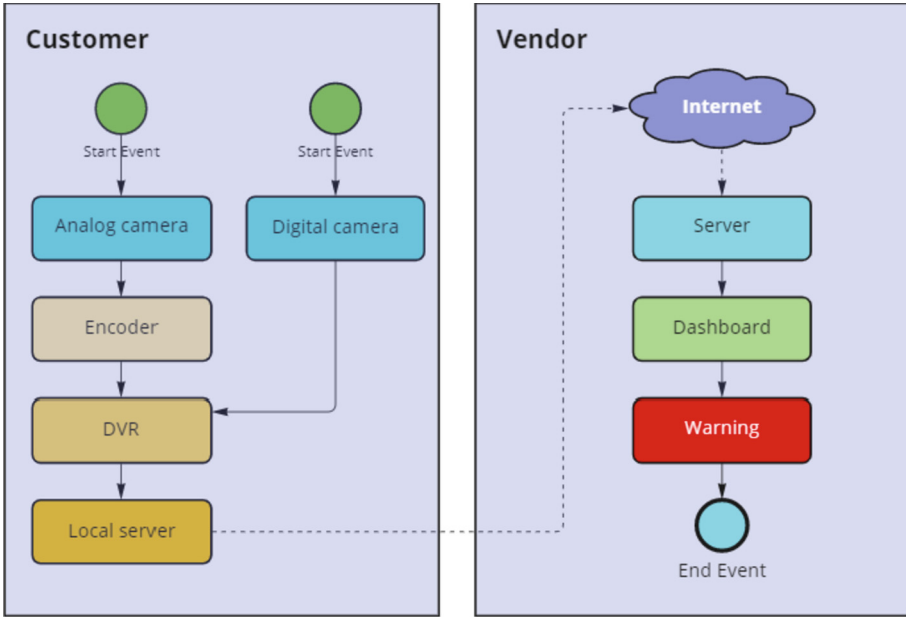 Customer
Start Event
Start Event
Analog camera
Digital camera
Encoder
DVR
Local server
Vendor
Internet
Server
Dashboard
Warning
End Event